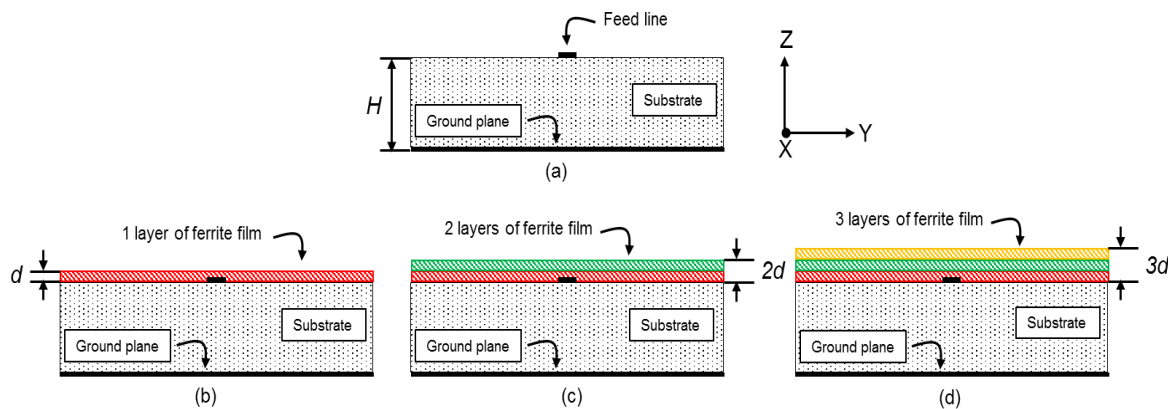 Feed line
Z
H
Substrate
Ground plane
Y
X
(a)
1 layer of ferrite film
2 layers of ferrite film
3 layers of ferrite film
d
2d
3d
Substrate
Substrate
Substrate
Ground plane
Ground plane
Ground plane
(b)
(c)
(d)